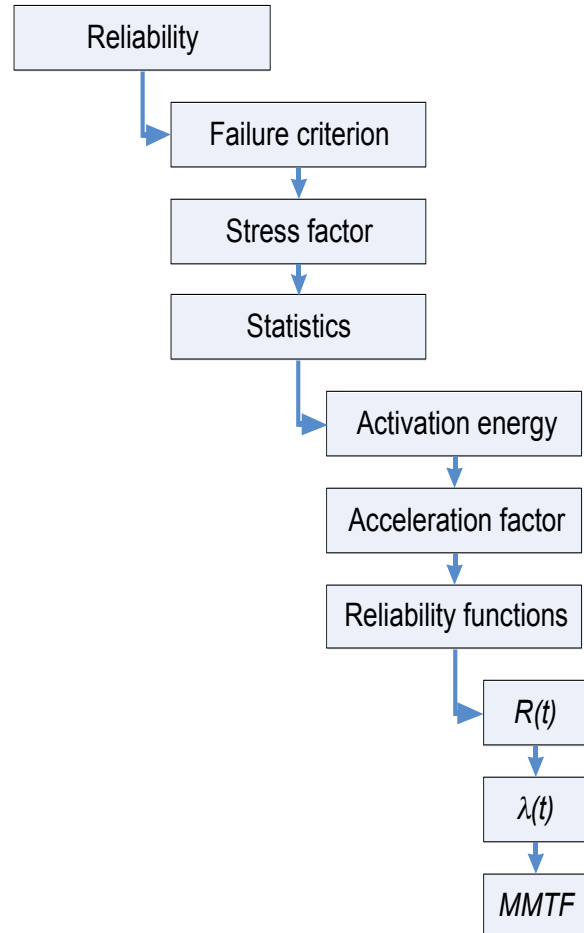 Reliability
Failure criterion
Stress factor
Statistics
Activation energy
Acceleration factor
Reliability functions
R(t)
λ(t)
MMTF